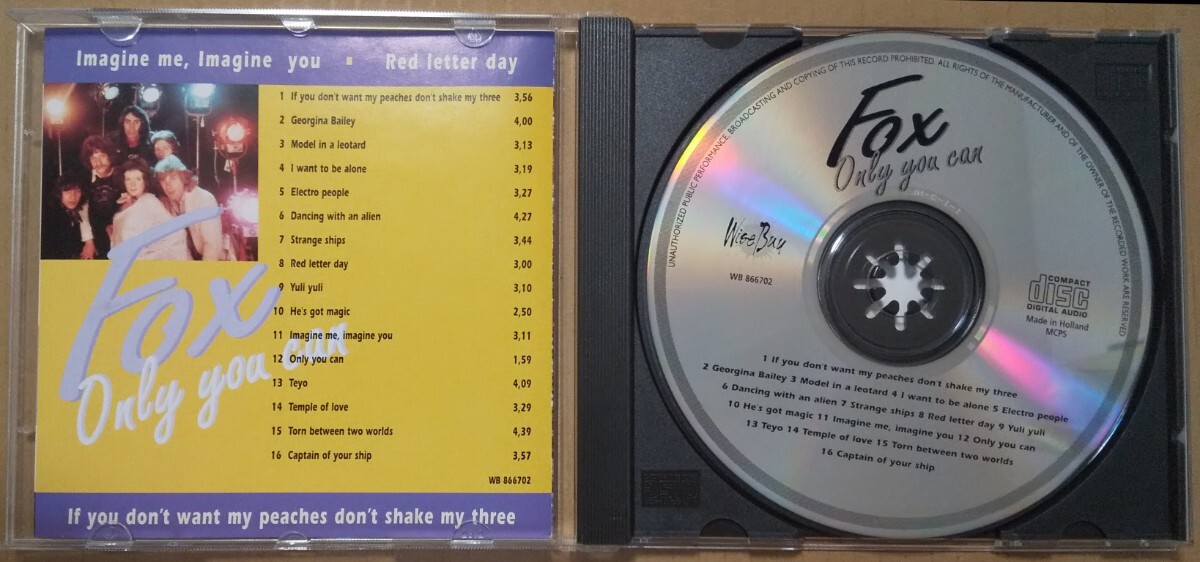 Imagine me, Imagine you ▪ Red letter day
1 If you don't want my peaches don't shake my three 3,56
2 Georgina Bailey 4,00
3 Model in a leotard 3,13
4 I want to be alone 3,19
5 Electro people 3,27
6 Dancing with an alien 4,27
7 Strange ships 3,44
8 Red letter day 3,00
9 Yuli yuli 3,10
10 He's got magic 2,50
11 Imagine me, imagine you 3,11
12 Only you can 1,59
13 Teyo 4,09
14 Temple of love 3,29
15 Torn between two worlds 4,39
16 Captain of your ship 3,57
Fox
Only you can
WB 866702
If you don't want my peaches don't shake my three
UNAUTHORIZED PUBLIC PERFORMANCE, BROADCASTING AND COPYING OF THIS RECORD PROHIBITED. ALL RIGHTS OF THE MANUFACTURER AND OF THE OWNER OF THE RECORDED WORK ARE RESERVED
Fox
Only you can
Wise Buy
WB 866702
COMPACT
disc
DIGITAL AUDIO
Made in Holland
MCPS
1 If you don't want my peaches don't shake my three
2 Georgina Bailey 3 Model in a leotard 4 I want to be alone 5 Electro people
6 Dancing with an alien 7 Strange ships 8 Red letter day 9 Yuli yuli
10 He's got magic 11 Imagine me, imagine you 12 Only you can
13 Teyo 14 Temple of love 15 Torn between two worlds
16 Captain of your ship